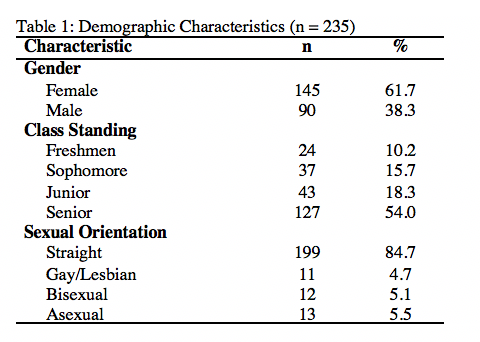 Table 1: Demographic Characteristics (n = 235)
Characteristic n %
Gender
Female 145 61.7
Male 90 38.3
Class Standing
Freshmen 24 10.2
Sophomore 37 15.7
Junior 43 18.3
Senior 127 54.0
Sexual Orientation
Straight 199 84.7
Gay/Lesbian 11 4.7
Bisexual 12 5.1
Asexual 13 5.5